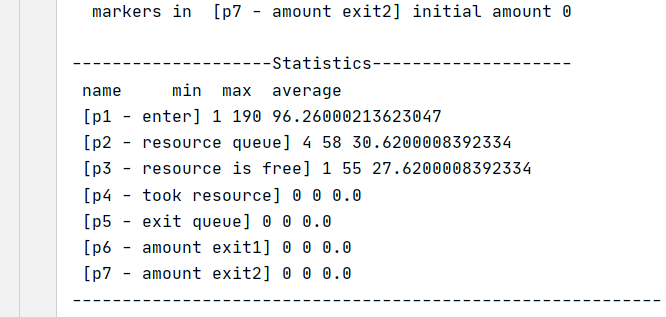 markers in  [p7 - amount exit2] initial amount 0
--------------------Statistics--------------------
name     min  max  average
[p1 - enter] 1 190 96.26000213623047
[p2 - resource queue] 4 58 30.6200008392334
[p3 - resource is free] 1 55 27.6200008392334
[p4 - took resource] 0 0 0.0
[p5 - exit queue] 0 0 0.0
[p6 - amount exit1] 0 0 0.0
[p7 - amount exit2] 0 0 0.0
-----------------------------------------------------------